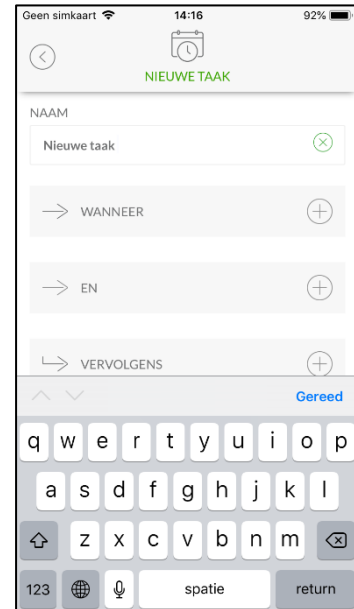 Geen simkaart 14:16 92%
NIEUWE TAAK
NAAM
Nieuwe taak
WANNEER
EN
VERVOLGENS
Gereed
q w e r t y u i o p
a s d f g h j k l
z x c v b n m
123 spatie return